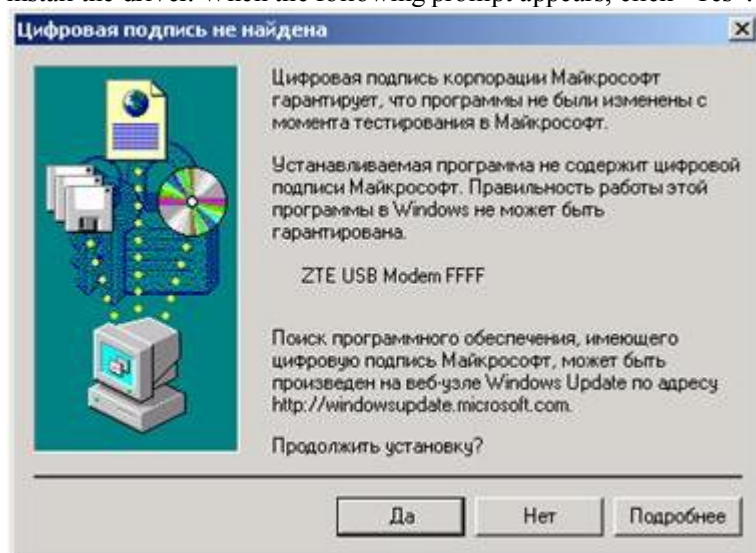 install the driver. When the following prompt appears, click "Yes".
Цифровая подпись не найдена
Цифровая подпись корпорации Майкрософт
гарантирует, что программы не были изменены с
момента тестирования в Майкрософт.
Устанавливаемая программа не содержит цифровой
подписи Майкрософт. Правильность работы этой
программы в Windows не может быть
гарантирована.
ZTE USB Modem FFFF
Поиск программного обеспечения, имеющего
цифровую подпись Майкрософт, может быть
произведен на веб-узле Windows Update по адресу
http://windowsupdate.microsoft.com.
Продолжить установку?
Да
Нет
Подробнее